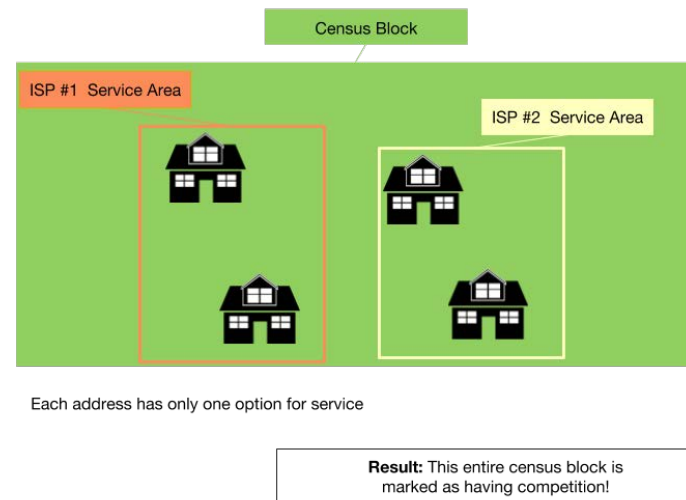 Census Block
ISP #1 Service Area
ISP #2 Service Area
Each address has only one option for service
Result: This entire census block is
marked as having competition!